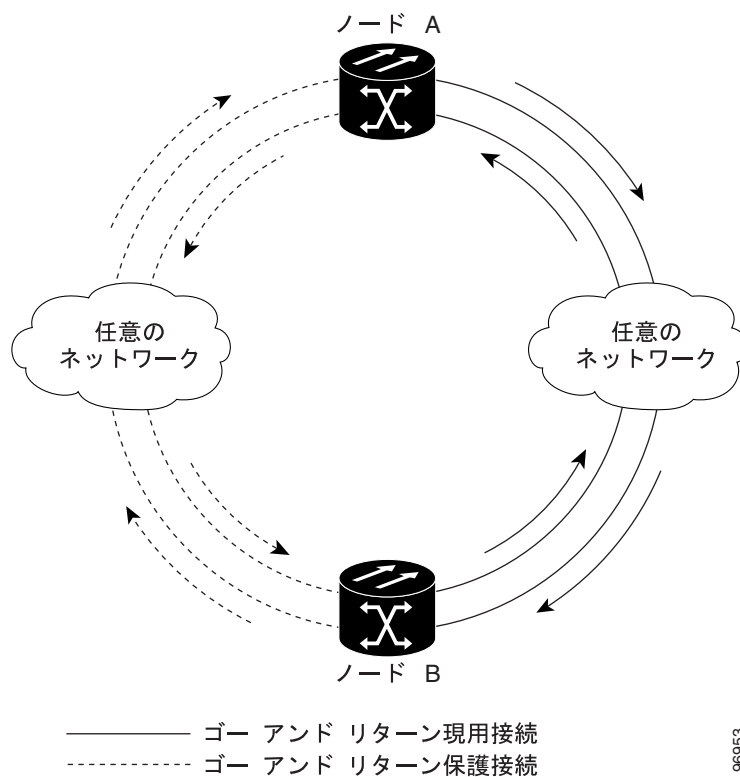 ノード A
任意の
ネットワーク
任意の
ネットワーク
ノード B
ゴー アンド リターン現用接続
ゴー アンド リターン保護接続
96953